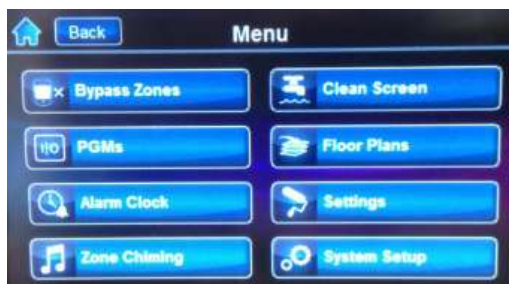 Back
Menu
Bypass Zones
Clean Screen
PGMs
Floor Plans
Alarm Clock
Settings
Zone Chiming
System Setup